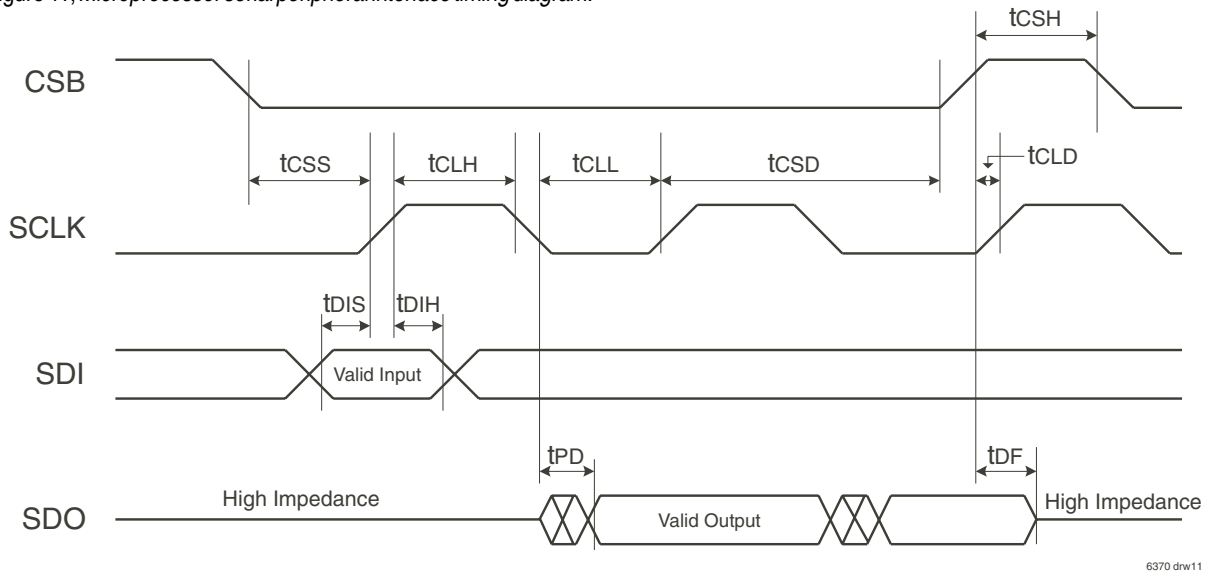 Figure 11, Microprocessor serial peripheral interface timing diagram.
tCSH
CSB
tCSS
tCLH
tCLL
tCSD
tCLD
SCLK
tDIS
tDIH
SDI
Valid Input
tPD
tDF
High Impedance
High Impedance
SDO
Valid Output
6370 drw11